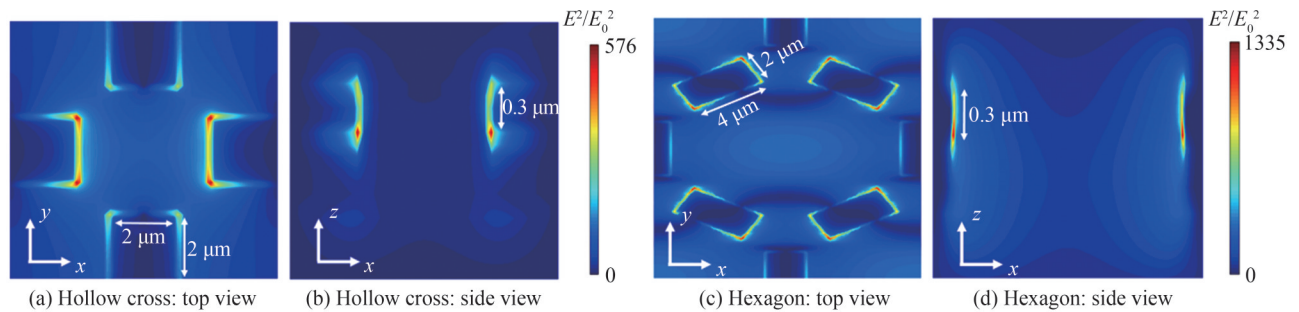 E²/E₀²
576
0
y
x
2 μm
2 μm
z
x
0.3 μm
E²/E₀²
1335
0
2 μm
4 μm
y
x
0.3 μm
z
x
(a) Hollow cross: top view
(b) Hollow cross: side view
(c) Hexagon: top view
(d) Hexagon: side view